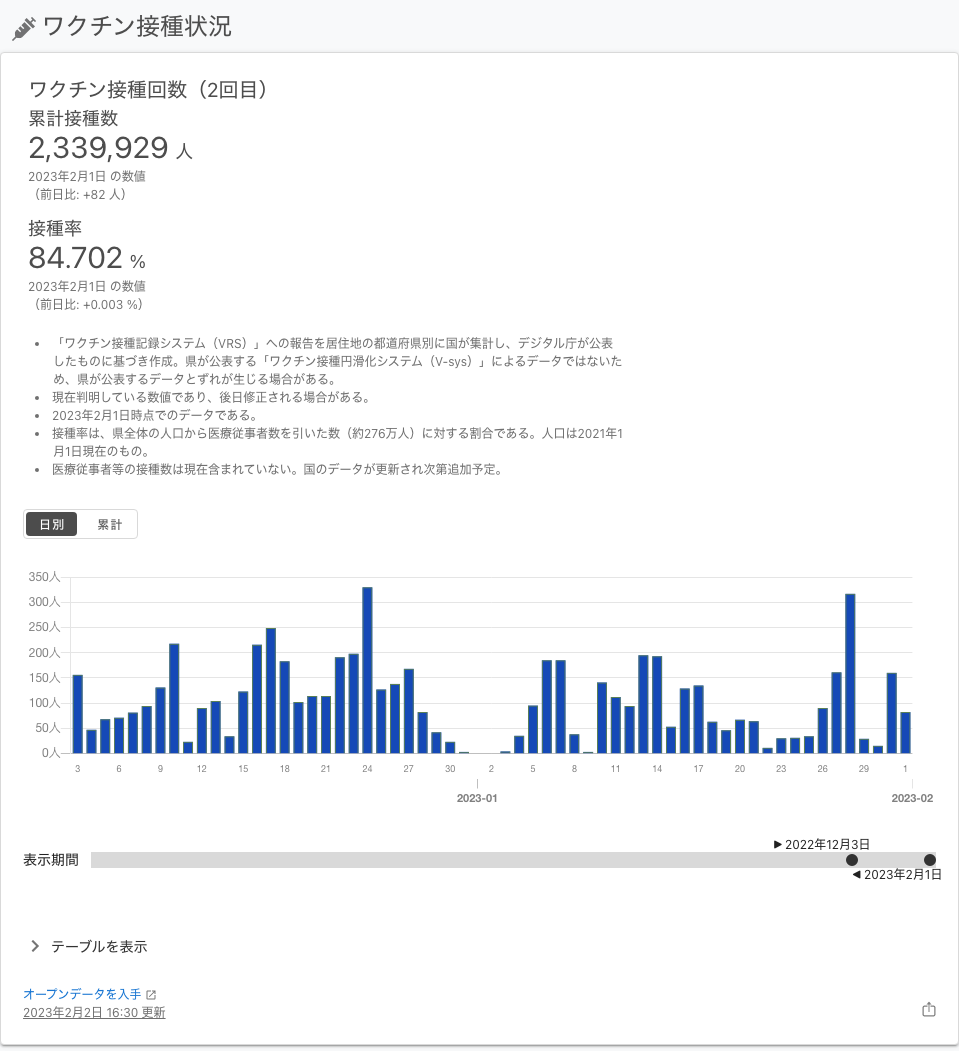 ワクチン接種状況
ワクチン接種回数（2回目）
累計接種数
2,339,929 人
2023年2月1日 の数値
（前日比: +82 人）
接種率
84.702 %
2023年2月1日 の数値
（前日比: +0.003 %）
• 「ワクチン接種記録システム（VRS）」への報告を居住地の都道府県別に国が集計し、デジタル庁が公表
したものに基づき作成。県が公表する「ワクチン接種円滑化システム（V-sys）」によるデータではないた
め、県が公表するデータとずれが生じる場合がある。
• 現在判明している数値であり、後日修正される場合がある。
• 2023年2月1日時点でのデータである。
• 接種率は、県全体の人口から医療従事者数を引いた数（約276万人）に対する割合である。人口は2021年1
月1日現在のもの。
• 医療従事者等の接種数は現在含まれていない。国のデータが更新され次第追加予定。
日別 累計
350人
300人
250人
200人
150人
100人
50人
0人
3 6 9 12 15 18 21 24 27 30 2 5 8 11 14 17 20 23 26 29 1
2023-01 2023-02
▶ 2022年12月3日
表示期間
◀ 2023年2月1日
テーブルを表示
オープンデータを入手
2023年2月2日 16:30 更新